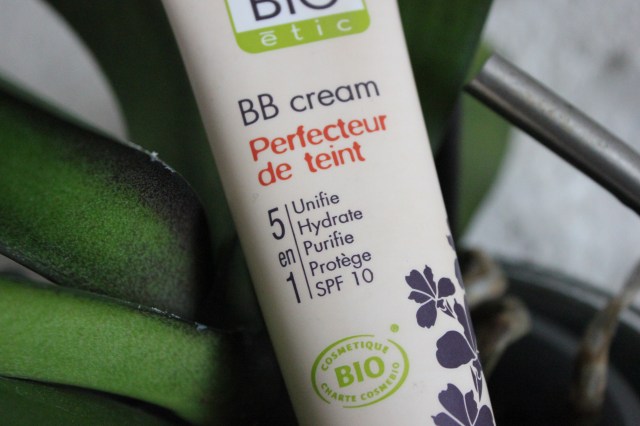 BIO
étic
BB cream
Perfecteur
de teint
5
en
1
Unifie
Hydrate
Purifie
Protège
SPF 10
COSMETIQUE
BIO
CHARTE COSMEBIO